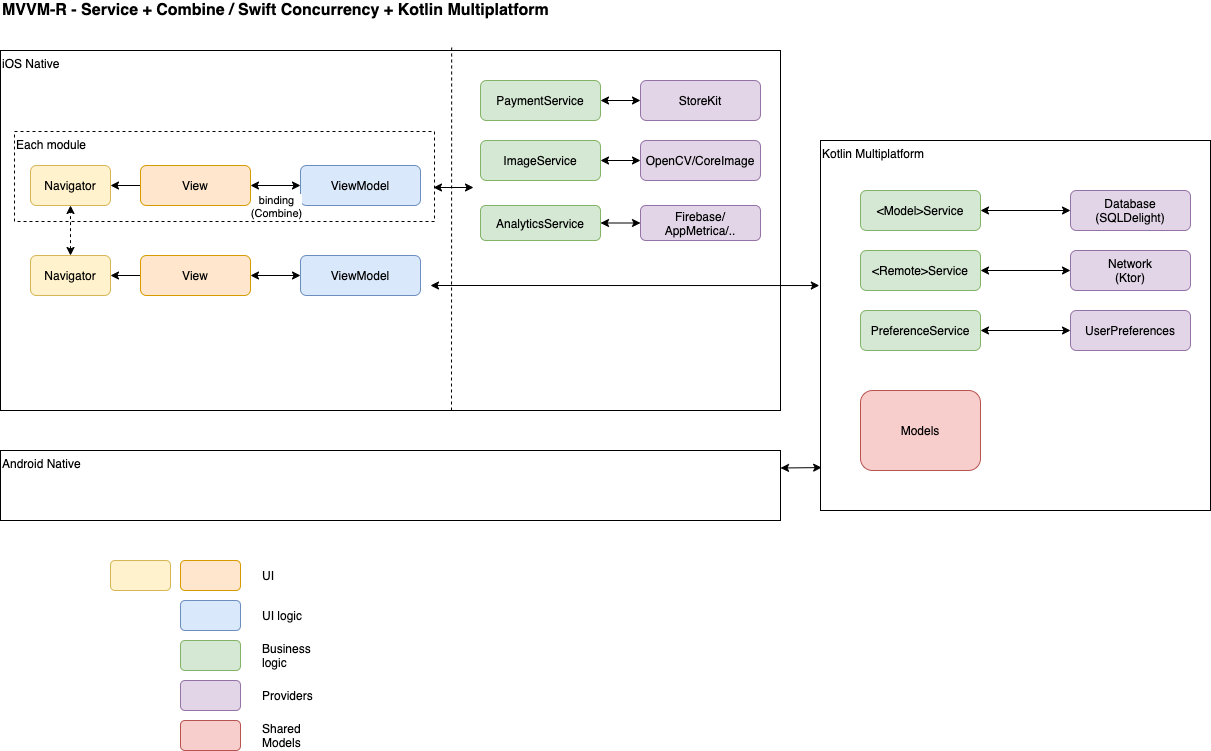 MVVM-R - Service + Combine / Swift Concurrency + Kotlin Multiplatform
iOS Native
PaymentService
StoreKit
ImageService
OpenCV/CoreImage
AnalyticsService
Firebase/
AppMetrica/..
Each module
Navigator
View
ViewModel
binding
(Combine)
Navigator
View
ViewModel
Kotlin Multiplatform
<Model>Service
Database
(SQLDelight)
<Remote>Service
Network
(Ktor)
PreferenceService
UserPreferences
Models
Android Native
UI
UI logic
Business
logic
Providers
Shared
Models